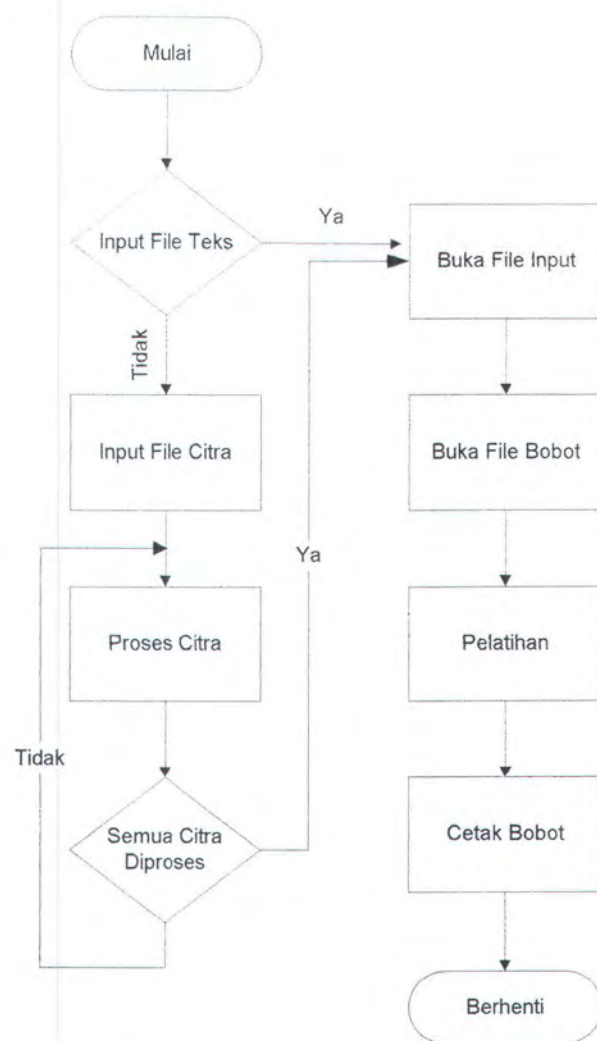 Mulai
Input File Teks
Ya
Tidak
Input File Citra
Proses Citra
Tidak
Semua Citra
Diproses
Ya
Buka File Input
Buka File Bobot
Pelatihan
Cetak Bobot
Berhenti